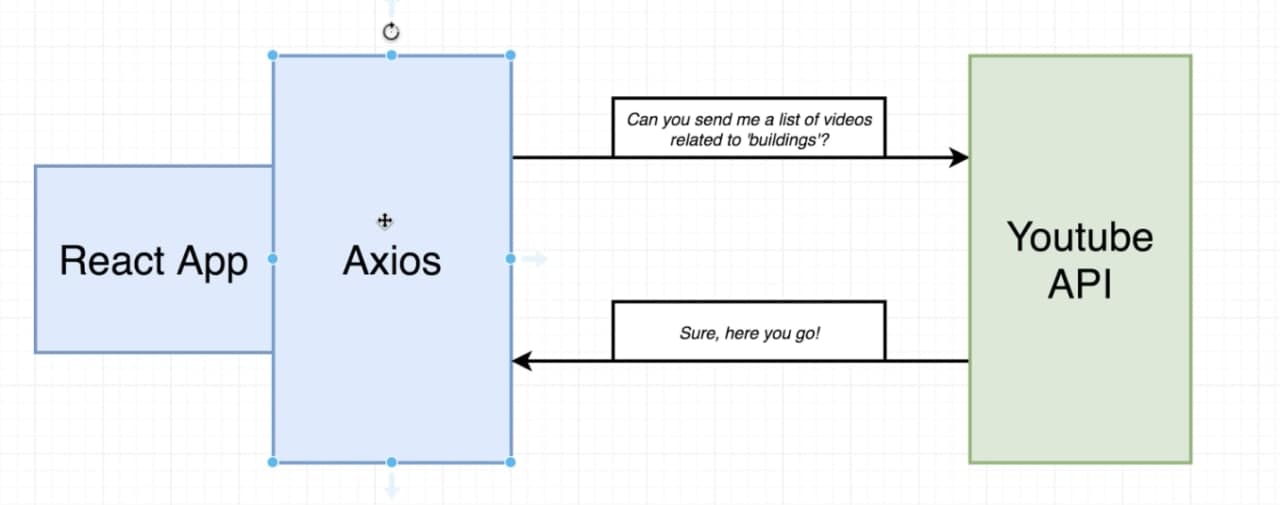 Can you send me a list of videos
related to 'buildings'?
React App
Axios
Youtube
API
Sure, here you go!